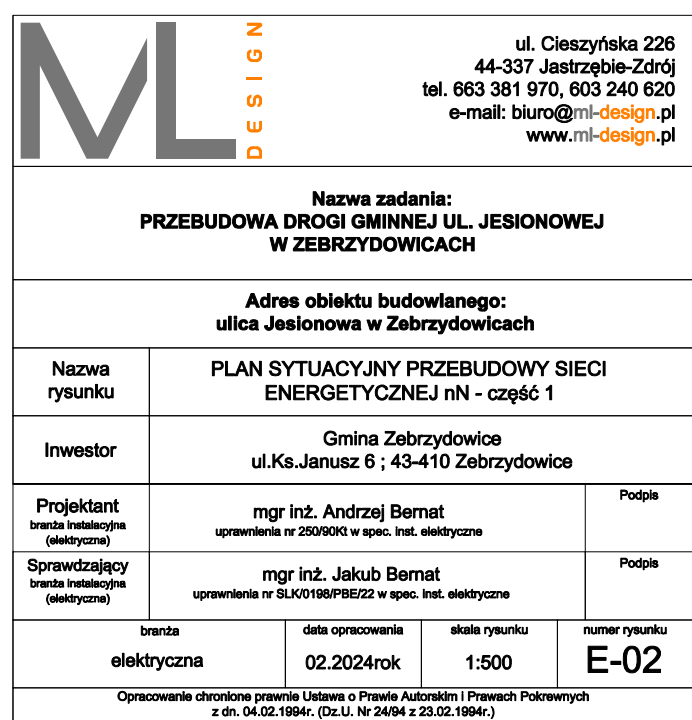 ML DESIGN
ul. Cieszyńska 226
44-337 Jastrzębie-Zdrój
tel. 663 381 970, 603 240 620
e-mail: biuro@ml-design.pl
www.ml-design.pl
Nazwa zadania:
PRZEBUDOWA DROGI GMINNEJ UL. JESIONOWEJ
W ZEBRZYDOWICACH
Adres obiektu budowlanego:
ulica Jesionowa w Zebrzydowicach
Nazwa
rysunku
PLAN SYTUACYJNY PRZEBUDOWY SIECI
ENERGETYCZNEJ nN - część 1
Inwestor
Gmina Zebrzydowice
ul.Ks.Janusz 6 ; 43-410 Zebrzydowice
Projektant
branża instalacyjna
(elektryczna)
mgr inż. Andrzej Bernat
uprawnienia nr 250/90Kt w spec. inst. elektryczne
Podpis
Sprawdzający
branża instalacyjna
(elektryczna)
mgr inż. Jakub Bernat
uprawnienia nr SLK/0198/PBE/22 w spec. inst. elektryczne
Podpis
branża
elektryczna
data opracowania
02.2024rok
skala rysunku
1:500
numer rysunku
E-02
Opracowanie chronione prawnie Ustawa o Prawie Autorskim i Prawach Pokrewnych
z dn. 04.02.1994r. (Dz.U. Nr 24/94 z 23.02.1994r.)